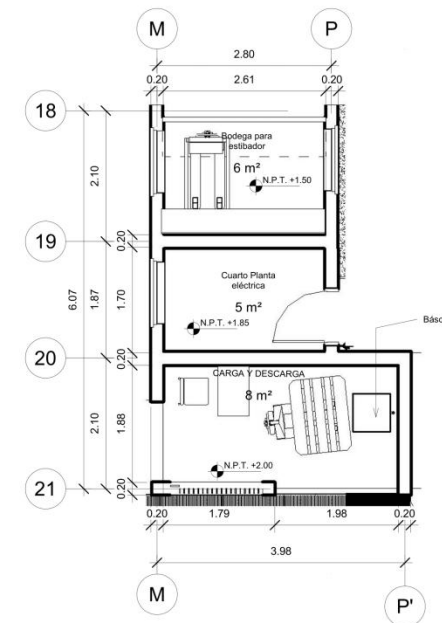 M
P
2.80
0.20
2.61
0.20
18
Bodega para
estibador
6 m²
N.P.T. +1.50
2.10
19
0.20
Cuarto Planta
eléctrica
5 m²
6.07
1.87
1.70
N.P.T. +1.85
Básc
20
0.20
CARGA Y DESCARGA
8 m²
2.10
1.88
N.P.T. +2.00
21
0.20
0.20
1.79
1.98
0.20
3.98
M
P'